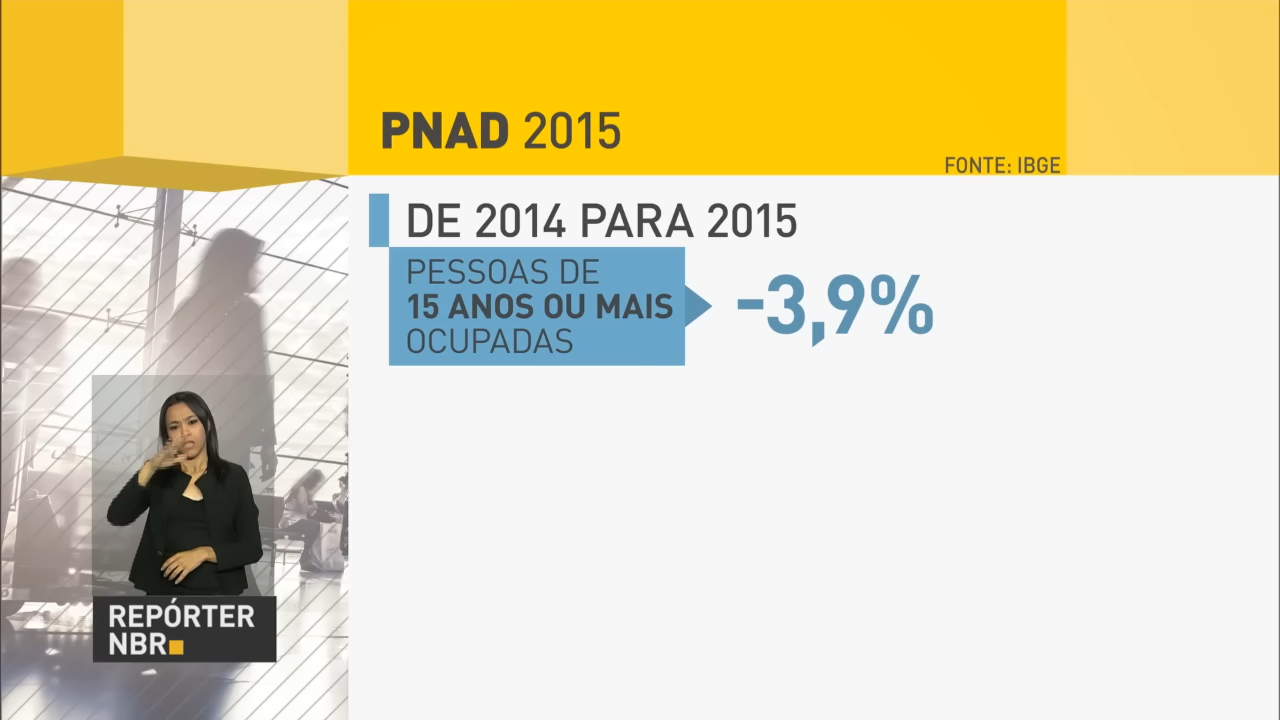 PNAD 2015
FONTE: IBGE
DE 2014 PARA 2015
PESSOAS DE
15 ANOS OU MAIS
OCUPADAS
-3,9%
REPÓRTER
NBR